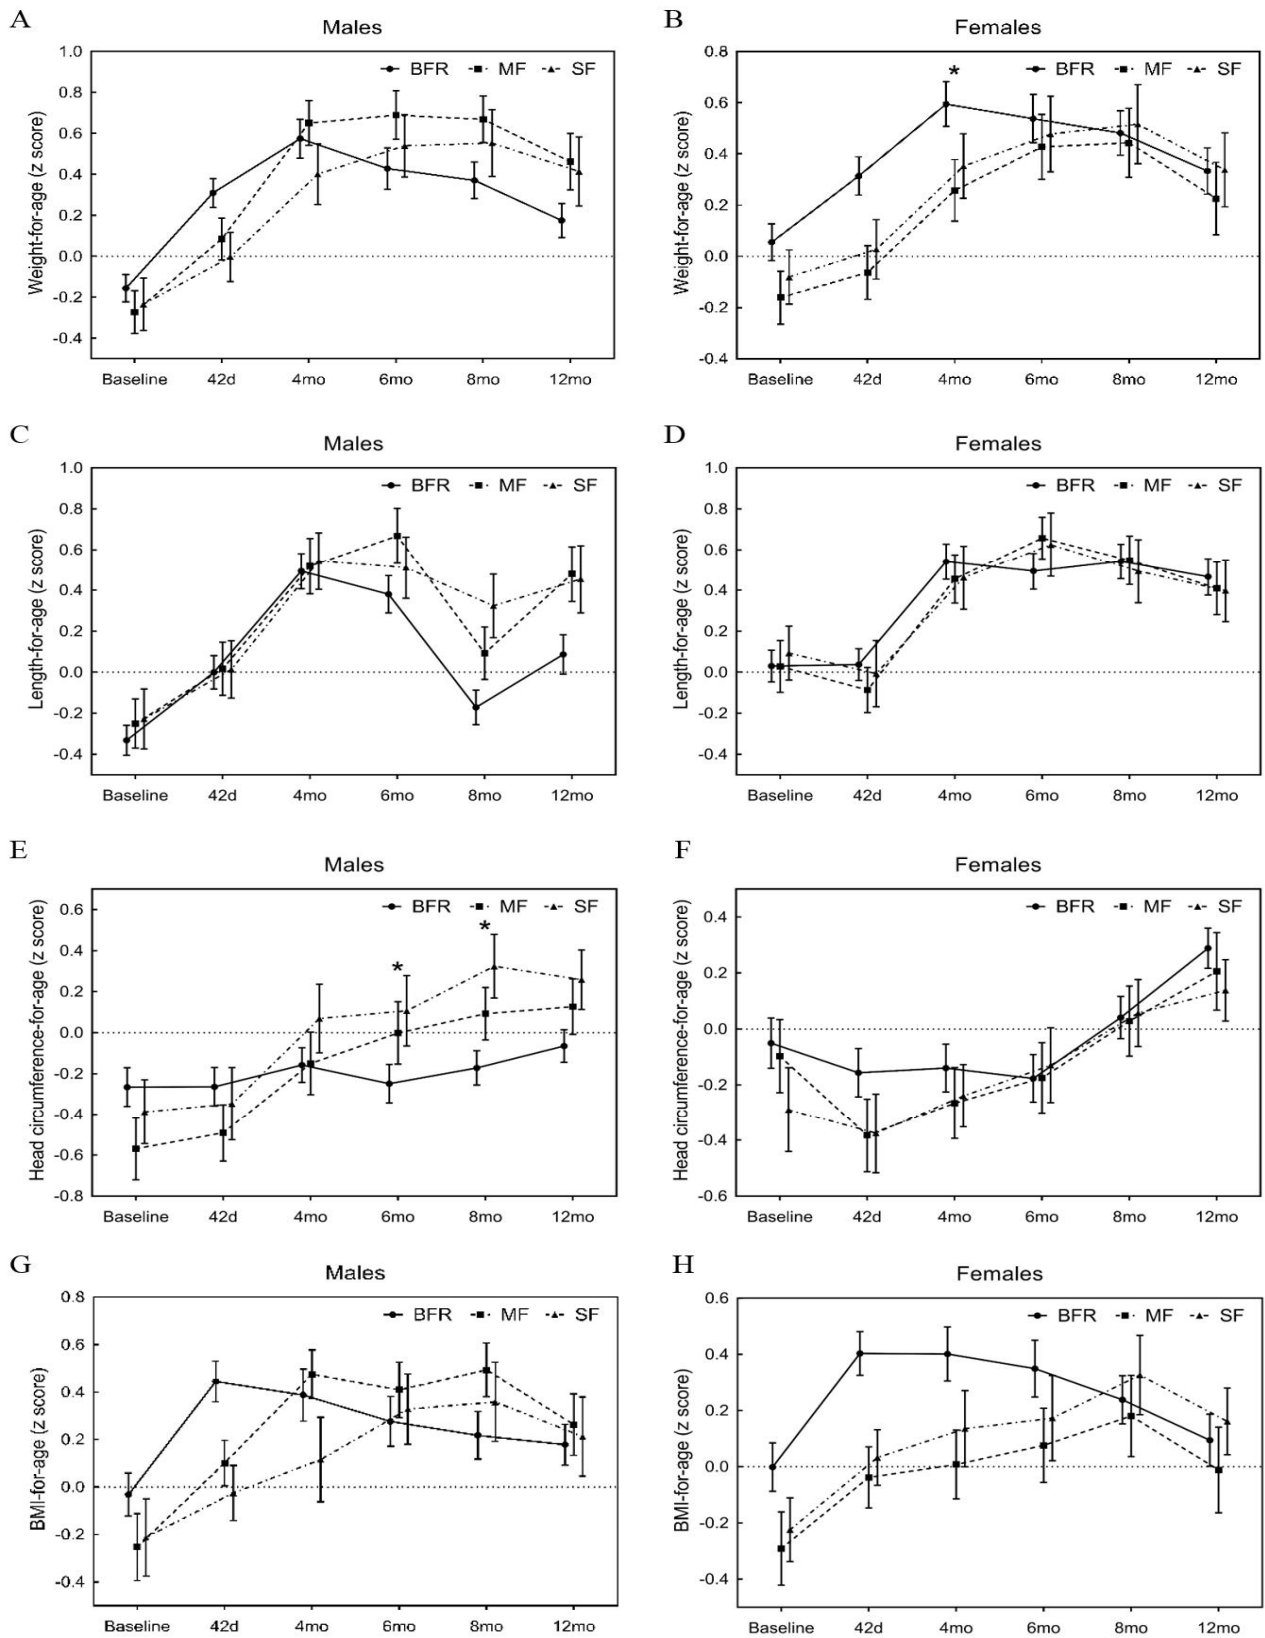 A
Males
BFR MF SF
Weight-for-age (z score)
1.0
0.8
0.6
0.4
0.2
0.0
-0.2
-0.4
Baseline 42d 4mo 6mo 8mo 12mo
B
Females
BFR MF SF
*
Weight-for-age (z score)
0.8
0.6
0.4
0.2
0.0
-0.2
-0.4
Baseline 42d 4mo 6mo 8mo 12mo
C
Males
BFR MF SF
Length-for-age (z score)
1.0
0.8
0.6
0.4
0.2
0.0
-0.2
-0.4
Baseline 42d 4mo 6mo 8mo 12mo
D
Females
BFR MF SF
Length-for-age (z score)
1.0
0.8
0.6
0.4
0.2
0.0
-0.2
-0.4
Baseline 42d 4mo 6mo 8mo 12mo
E
Males
BFR MF SF
* *
Head circumference-for-age (z score)
0.6
0.4
0.2
0.0
-0.2
-0.4
-0.6
-0.8
Baseline 42d 4mo 6mo 8mo 12mo
F
Females
BFR MF SF
Head circumference-for-age (z score)
0.4
0.2
0.0
-0.2
-0.4
-0.6
Baseline 42d 4mo 6mo 8mo 12mo
G
Males
BFR MF SF
BMI-for-age (z score)
0.8
0.6
0.4
0.2
0.0
-0.2
-0.4
Baseline 42d 4mo 6mo 8mo 12mo
H
Females
BFR MF SF
BMI-for-age (z score)
0.6
0.4
0.2
0.0
-0.2
-0.4
Baseline 42d 4mo 6mo 8mo 12mo